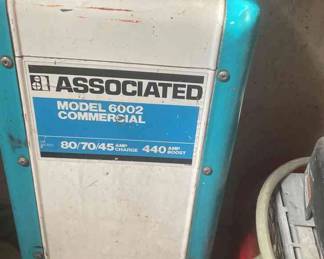 ASSOCIATED
MODEL 6002
COMMERCIAL
80/70/45 AMP CHARGE 440 AMP BOOST